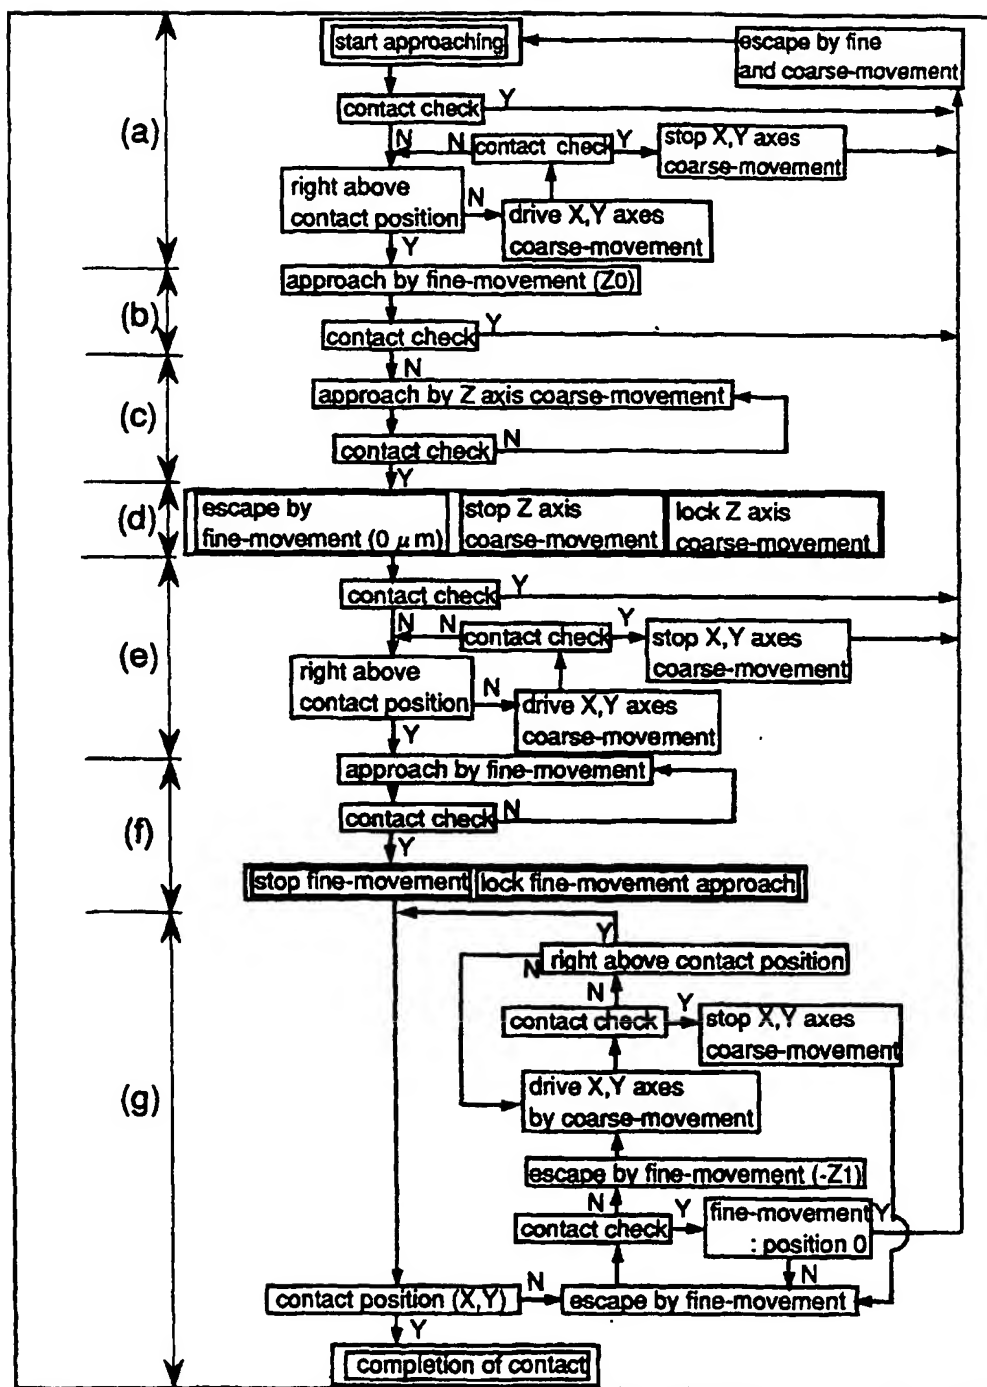 (a)
start approaching
escape by fine
and coarse-movement
contact check
Y
N
N
contact check
Y
stop X,Y axes
coarse-movement
right above
contact position
N
drive X,Y axes
coarse-movement
Y
(b)
approach by fine-movement (Z0)
contact check
Y
N
(c)
approach by Z axis coarse-movement
contact check
N
Y
(d)
escape by
fine-movement (0 μm)
stop Z axis
coarse-movement
lock Z axis
coarse-movement
(e)
contact check
Y
N
N
contact check
Y
stop X,Y axes
coarse-movement
right above
contact position
N
drive X,Y axes
coarse-movement
Y
(f)
approach by fine-movement
contact check
N
Y
stop fine-movement
lock fine-movement approach
(g)
Y
N
right above contact position
N
contact check
Y
stop X,Y axes
coarse-movement
drive X,Y axes
by coarse-movement
escape by fine-movement (-Z1)
N
contact check
Y
fine-movement
: position 0
Y
N
contact position (X,Y)
N
escape by fine-movement
Y
completion of contact